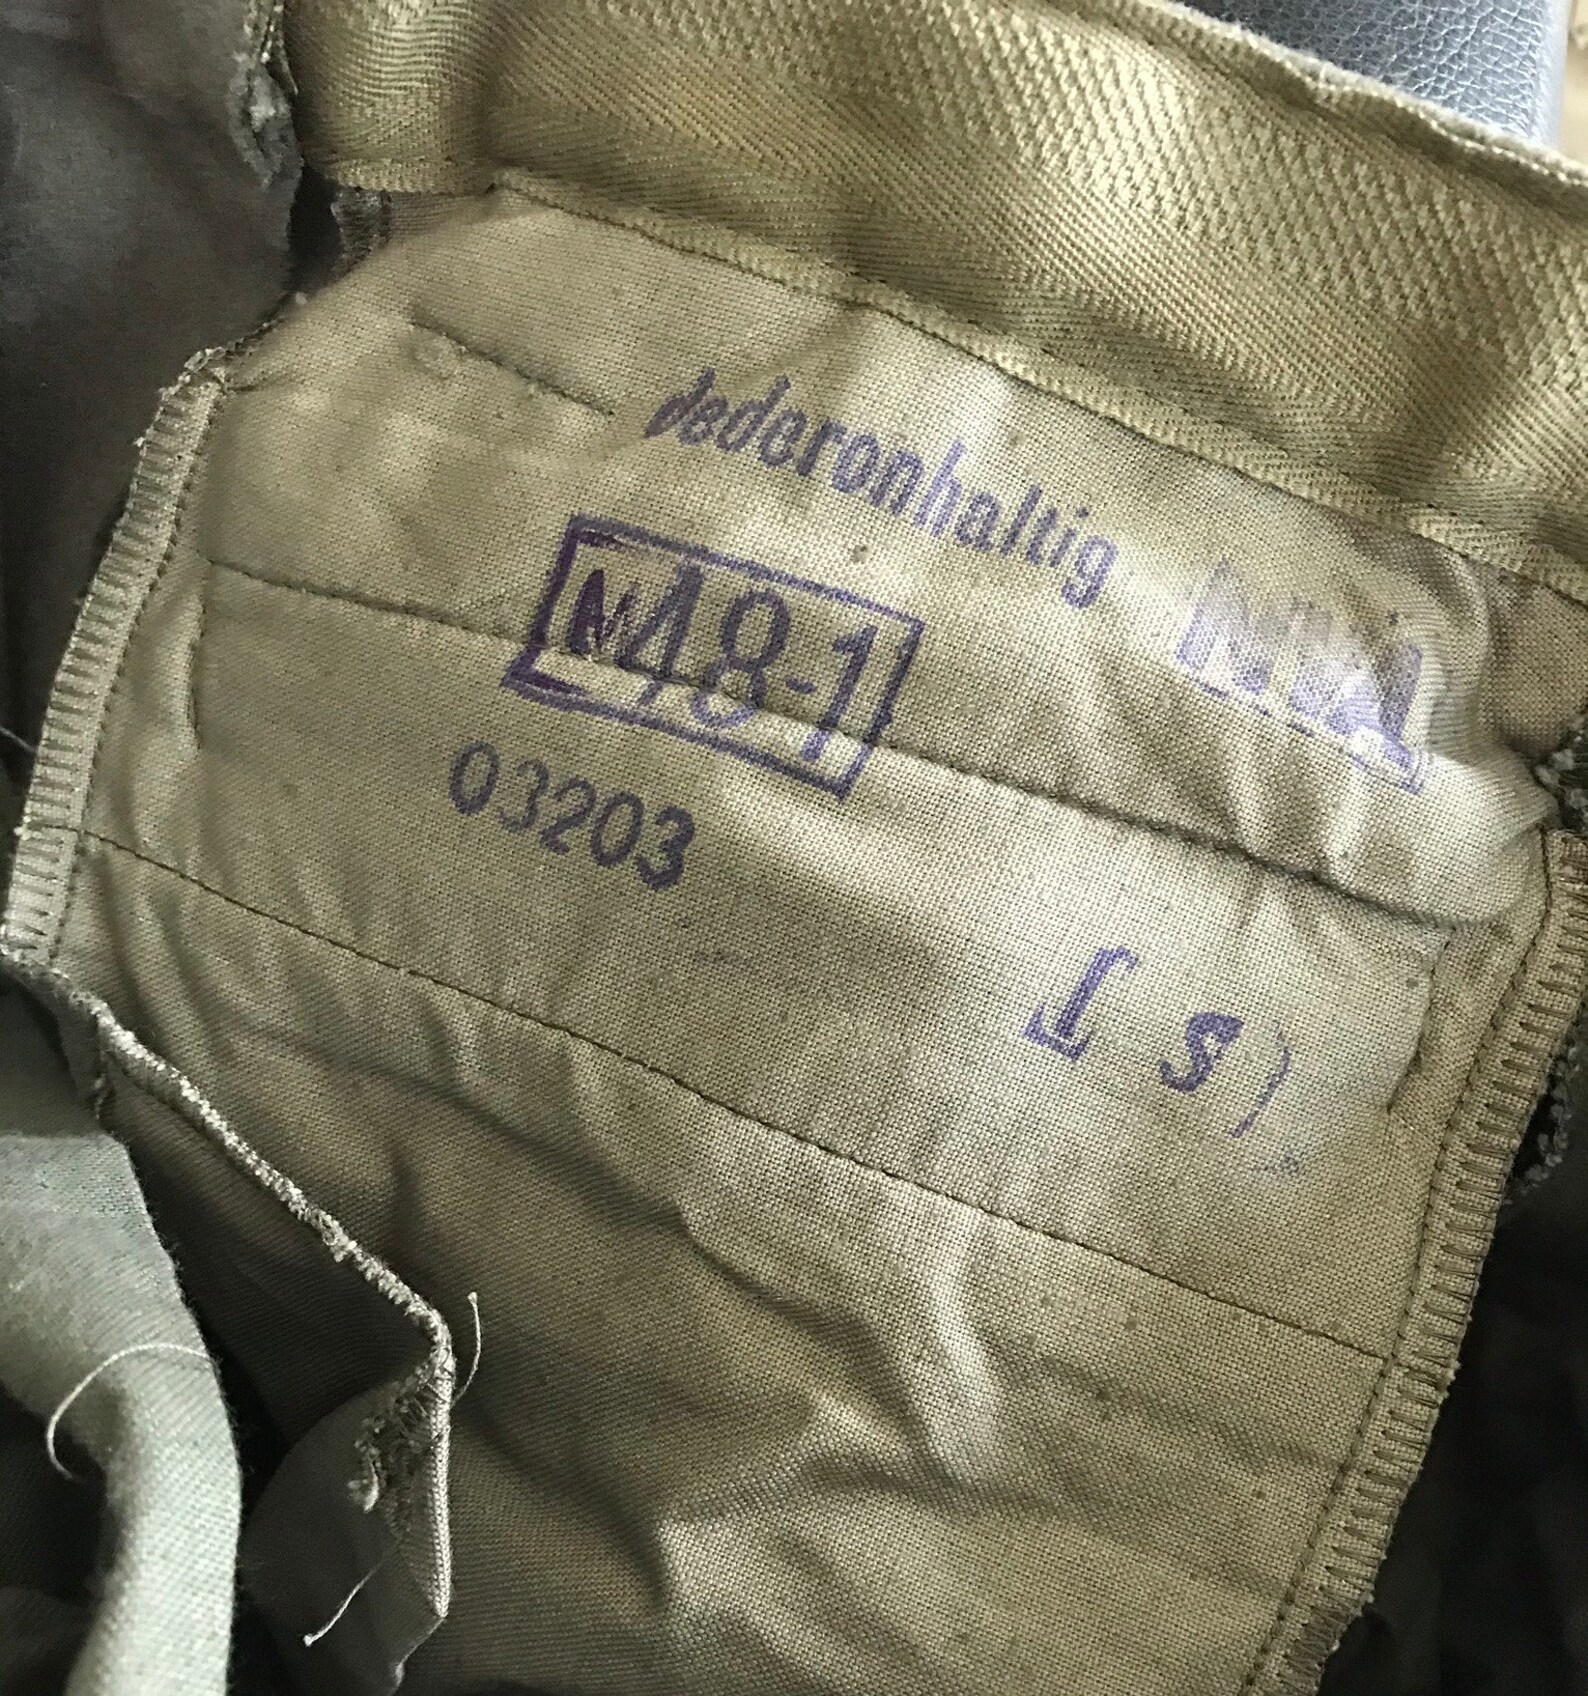 dederonhaltig
NVA
m48-1
03203
I S)